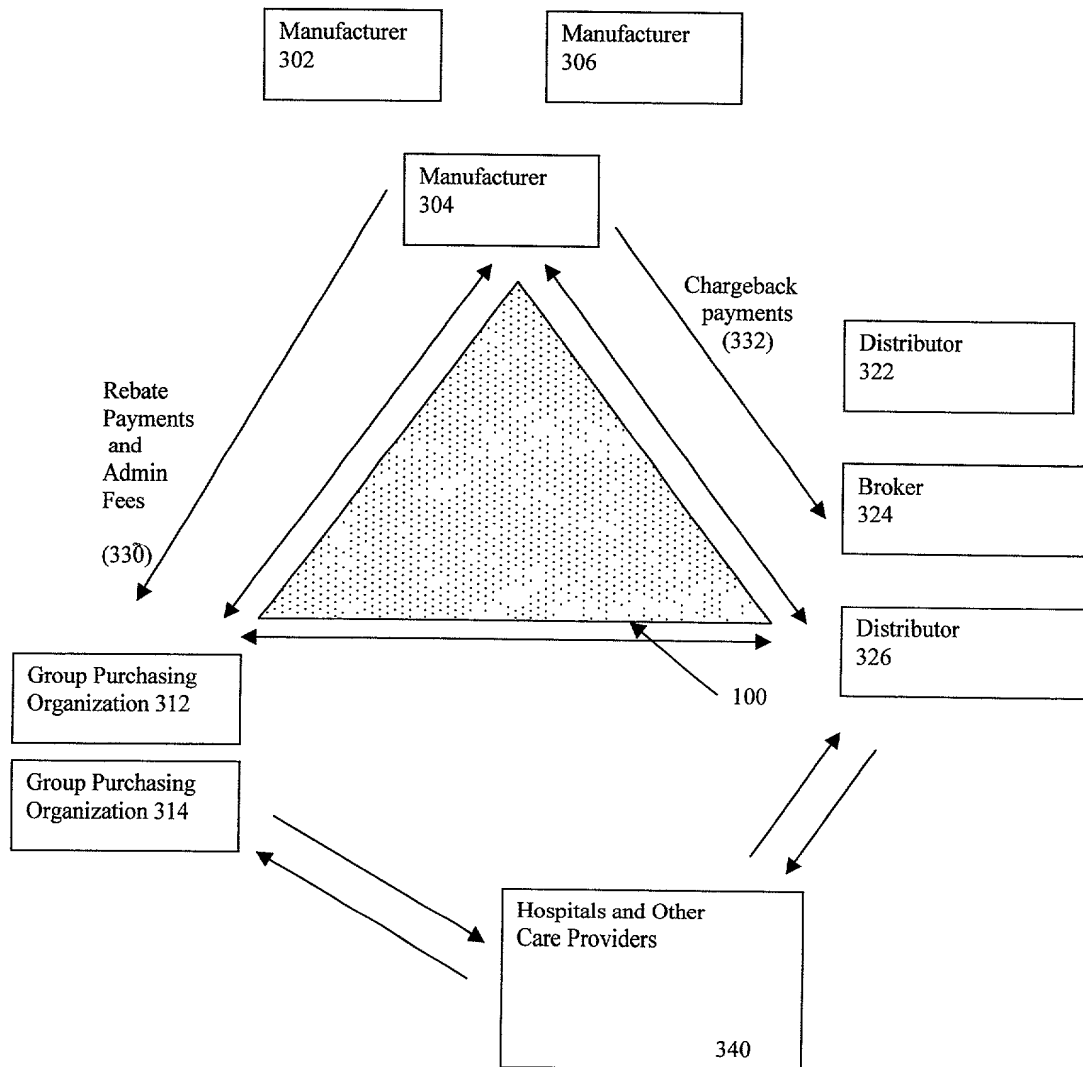 Manufacturer
302
Manufacturer
306
Manufacturer
304
Chargeback
payments
(332)
Distributor
322
Rebate
Payments
and
Admin
Fees
(330)
Broker
324
Distributor
326
Group Purchasing
Organization 312
100
Group Purchasing
Organization 314
Hospitals and Other
Care Providers
340